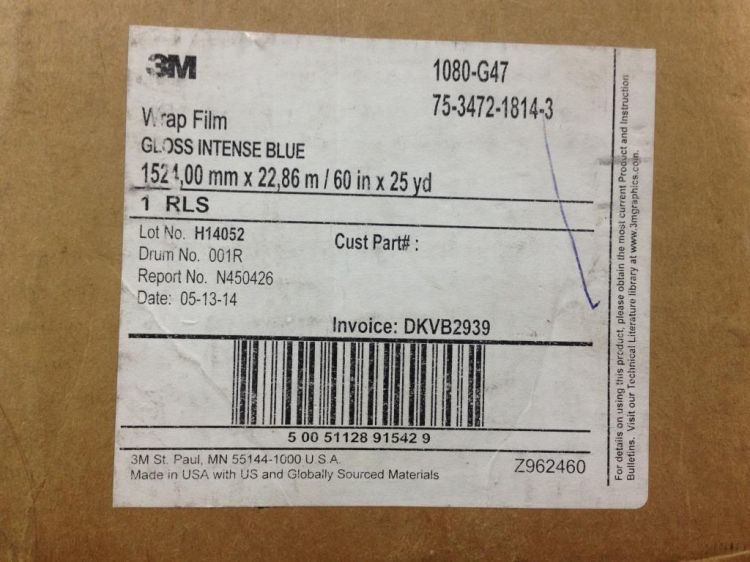 3M
1080-G47
75-3472-1814-3
Wrap Film
GLOSS INTENSE BLUE
1524,00 mm x 22,86 m / 60 in x 25 yd
1 RLS
Lot No. H14052
Cust Part# :
Drum No. 001R
Report No. N450426
Date: 05-13-14
Invoice: DKVB2939
5 00 51128 91542 9
3M St. Paul, MN 55144-1000 U.S.A.
Made in USA with US and Globally Sourced Materials
Z962460
For details on using this product, please obtain the most current Product and Instruction
Bulletins. Visit our Technical Literature library at www.3mgraphics.com.